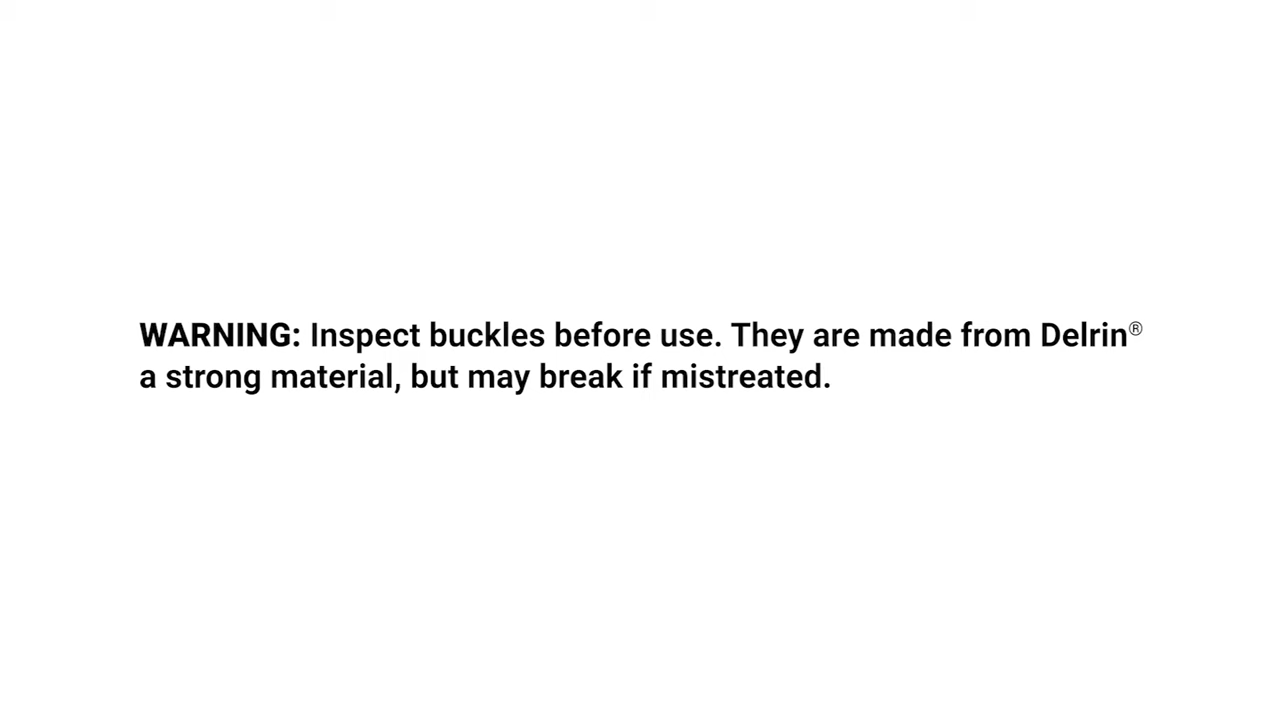 WARNING: Inspect buckles before use. They are made from Delrin®
a strong material, but may break if mistreated.